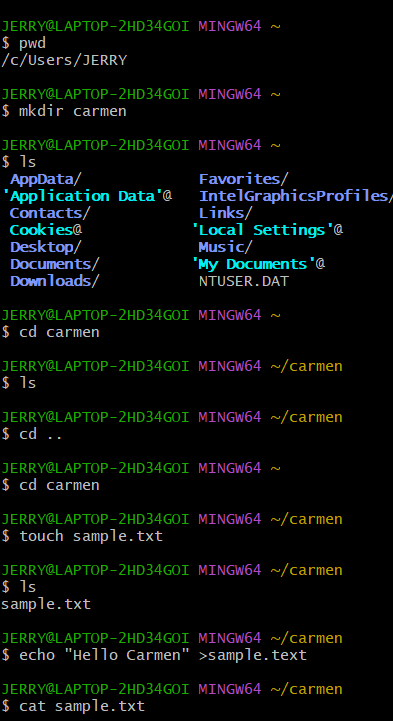 JERRY@LAPTOP-2HD34GOI MINGW64 ~
$ pwd
/c/Users/JERRY
JERRY@LAPTOP-2HD34GOI MINGW64 ~
$ mkdir carmen
JERRY@LAPTOP-2HD34GOI MINGW64 ~
$ ls
AppData/ Favorites/
'Application Data'@ IntelGraphicsProfiles/
Contacts/ Links/
Cookies@ 'Local Settings'@
Desktop/ Music/
Documents/ 'My Documents'@
Downloads/ NTUSER.DAT
JERRY@LAPTOP-2HD34GOI MINGW64 ~
$ cd carmen
JERRY@LAPTOP-2HD34GOI MINGW64 ~/carmen
$ ls
JERRY@LAPTOP-2HD34GOI MINGW64 ~/carmen
$ cd ..
JERRY@LAPTOP-2HD34GOI MINGW64 ~
$ cd carmen
JERRY@LAPTOP-2HD34GOI MINGW64 ~/carmen
$ touch sample.txt
JERRY@LAPTOP-2HD34GOI MINGW64 ~/carmen
$ ls
sample.txt
JERRY@LAPTOP-2HD34GOI MINGW64 ~/carmen
$ echo "Hello Carmen" >sample.text
JERRY@LAPTOP-2HD34GOI MINGW64 ~/carmen
$ cat sample.txt